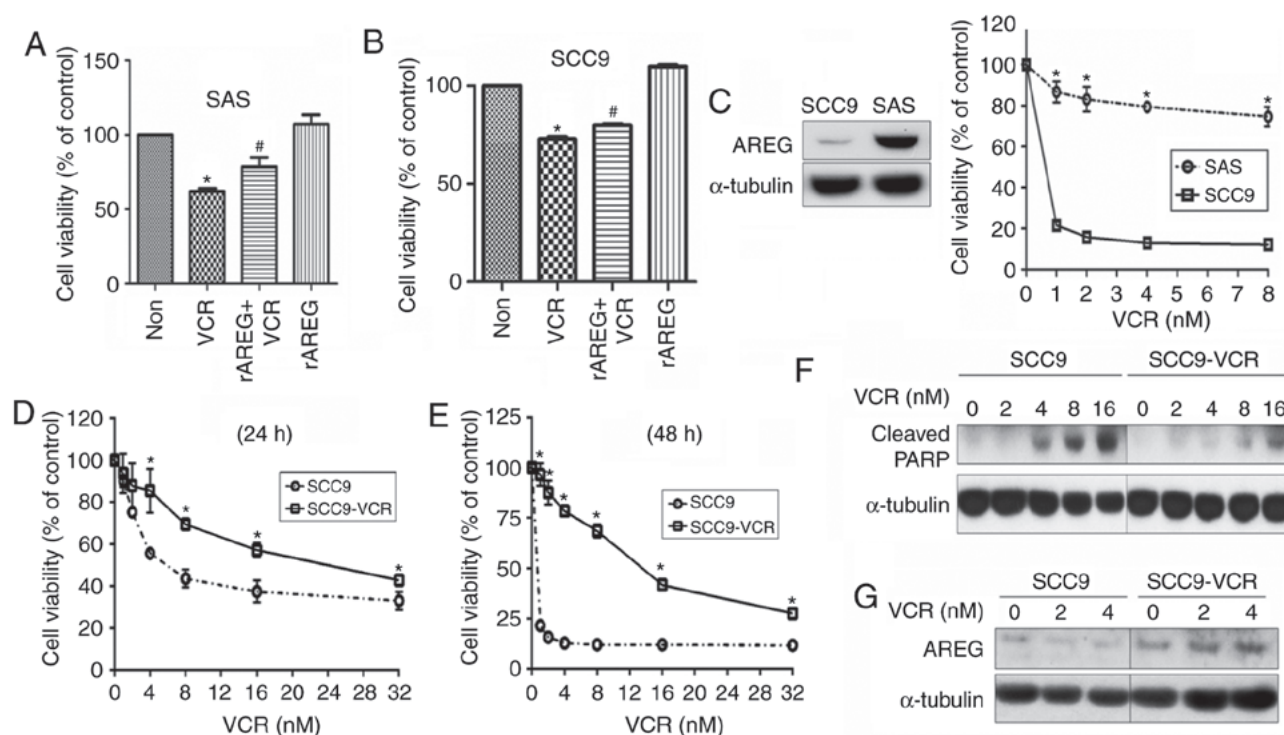 A
SAS
Cell viability (% of control)
150
100
50
0
Non
VCR
rAREG+
VCR
rAREG
*
#
B
SCC9
Cell viability (% of control)
100
50
0
Non
VCR
rAREG+
VCR
rAREG
*
#
C
SCC9 SAS
AREG
α-tubulin
Cell viability (% of control)
120
100
80
60
40
20
0
* * * *
SAS
SCC9
0 1 2 3 4 5 6 7 8
VCR (nM)
D
(24 h)
Cell viability (% of control)
120
100
80
60
40
20
0
* * * *
SCC9
SCC9-VCR
0 4 8 12 16 20 24 28 32
VCR (nM)
E
(48 h)
Cell viability (% of control)
125
100
75
50
25
0
* * * * * *
SCC9
SCC9-VCR
0 4 8 12 16 20 24 28 32
VCR (nM)
F
SCC9 SCC9-VCR
VCR (nM) 0 2 4 8 16 0 2 4 8 16
Cleaved
PARP
α-tubulin
G
SCC9 SCC9-VCR
VCR (nM) 0 2 4 0 2 4
AREG
α-tubulin